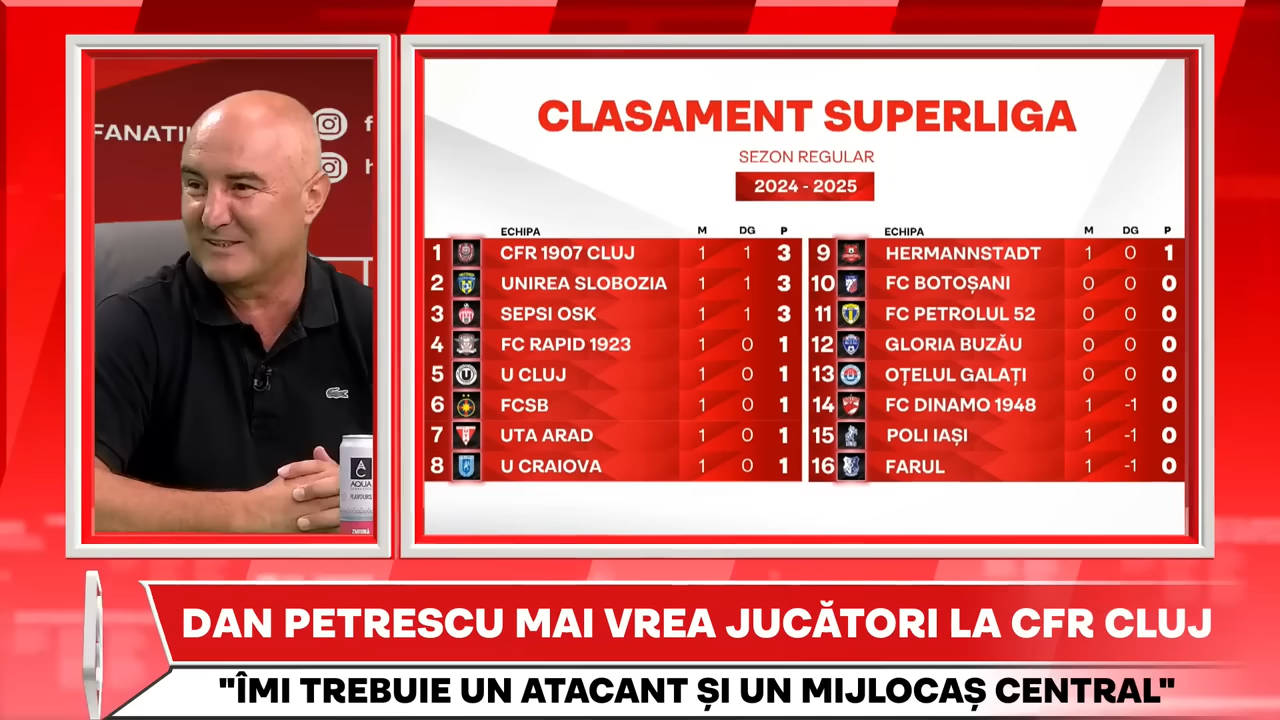 FANATI
f
h
AQUA
FLAVOURS
CLASAMENT SUPERLIGA
SEZON REGULAR
2024 - 2025
ECHIPA M DG P
1 CFR 1907 CLUJ 1 1 3
2 UNIREA SLOBOZIA 1 1 3
3 SEPSI OSK 1 1 3
4 FC RAPID 1923 1 0 1
5 U CLUJ 1 0 1
6 FCSB 1 0 1
7 UTA ARAD 1 0 1
8 U CRAIOVA 1 0 1
ECHIPA M DG P
9 HERMANNSTADT 1 0 1
10 FC BOTOȘANI 0 0 0
11 FC PETROLUL 52 0 0 0
12 GLORIA BUZĂU 0 0 0
13 OȚELUL GALAȚI 0 0 0
14 FC DINAMO 1948 1 -1 0
15 POLI IAȘI 1 -1 0
16 FARUL 1 -1 0
DAN PETRESCU MAI VREA JUCĂTORI LA CFR CLUJ
"ÎMI TREBUIE UN ATACANT ȘI UN MIJLOCAȘ CENTRAL"